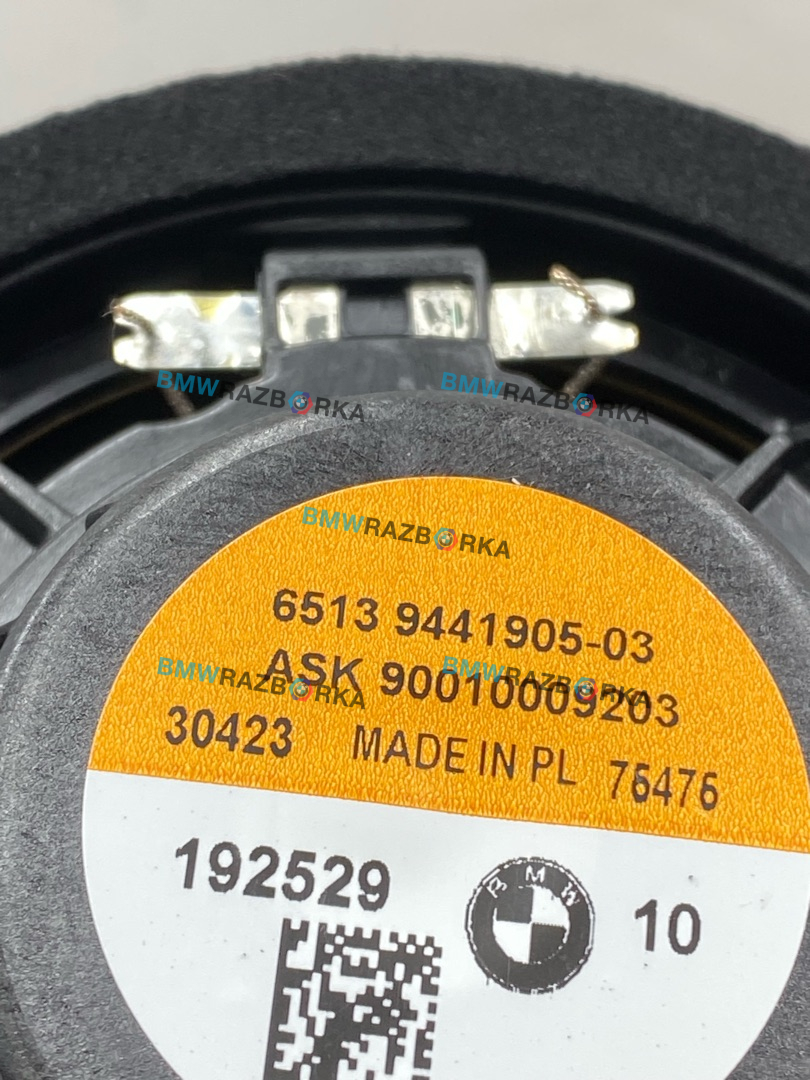 BMWRAZBORKA BMWRAZBORKA
BMWRAZBORKA
6513 9441905-03
ASK 90010009203
BMWRAZBORKA BMWRAZBORKA
30423 MADE IN PL 76476
192529 BMW 10